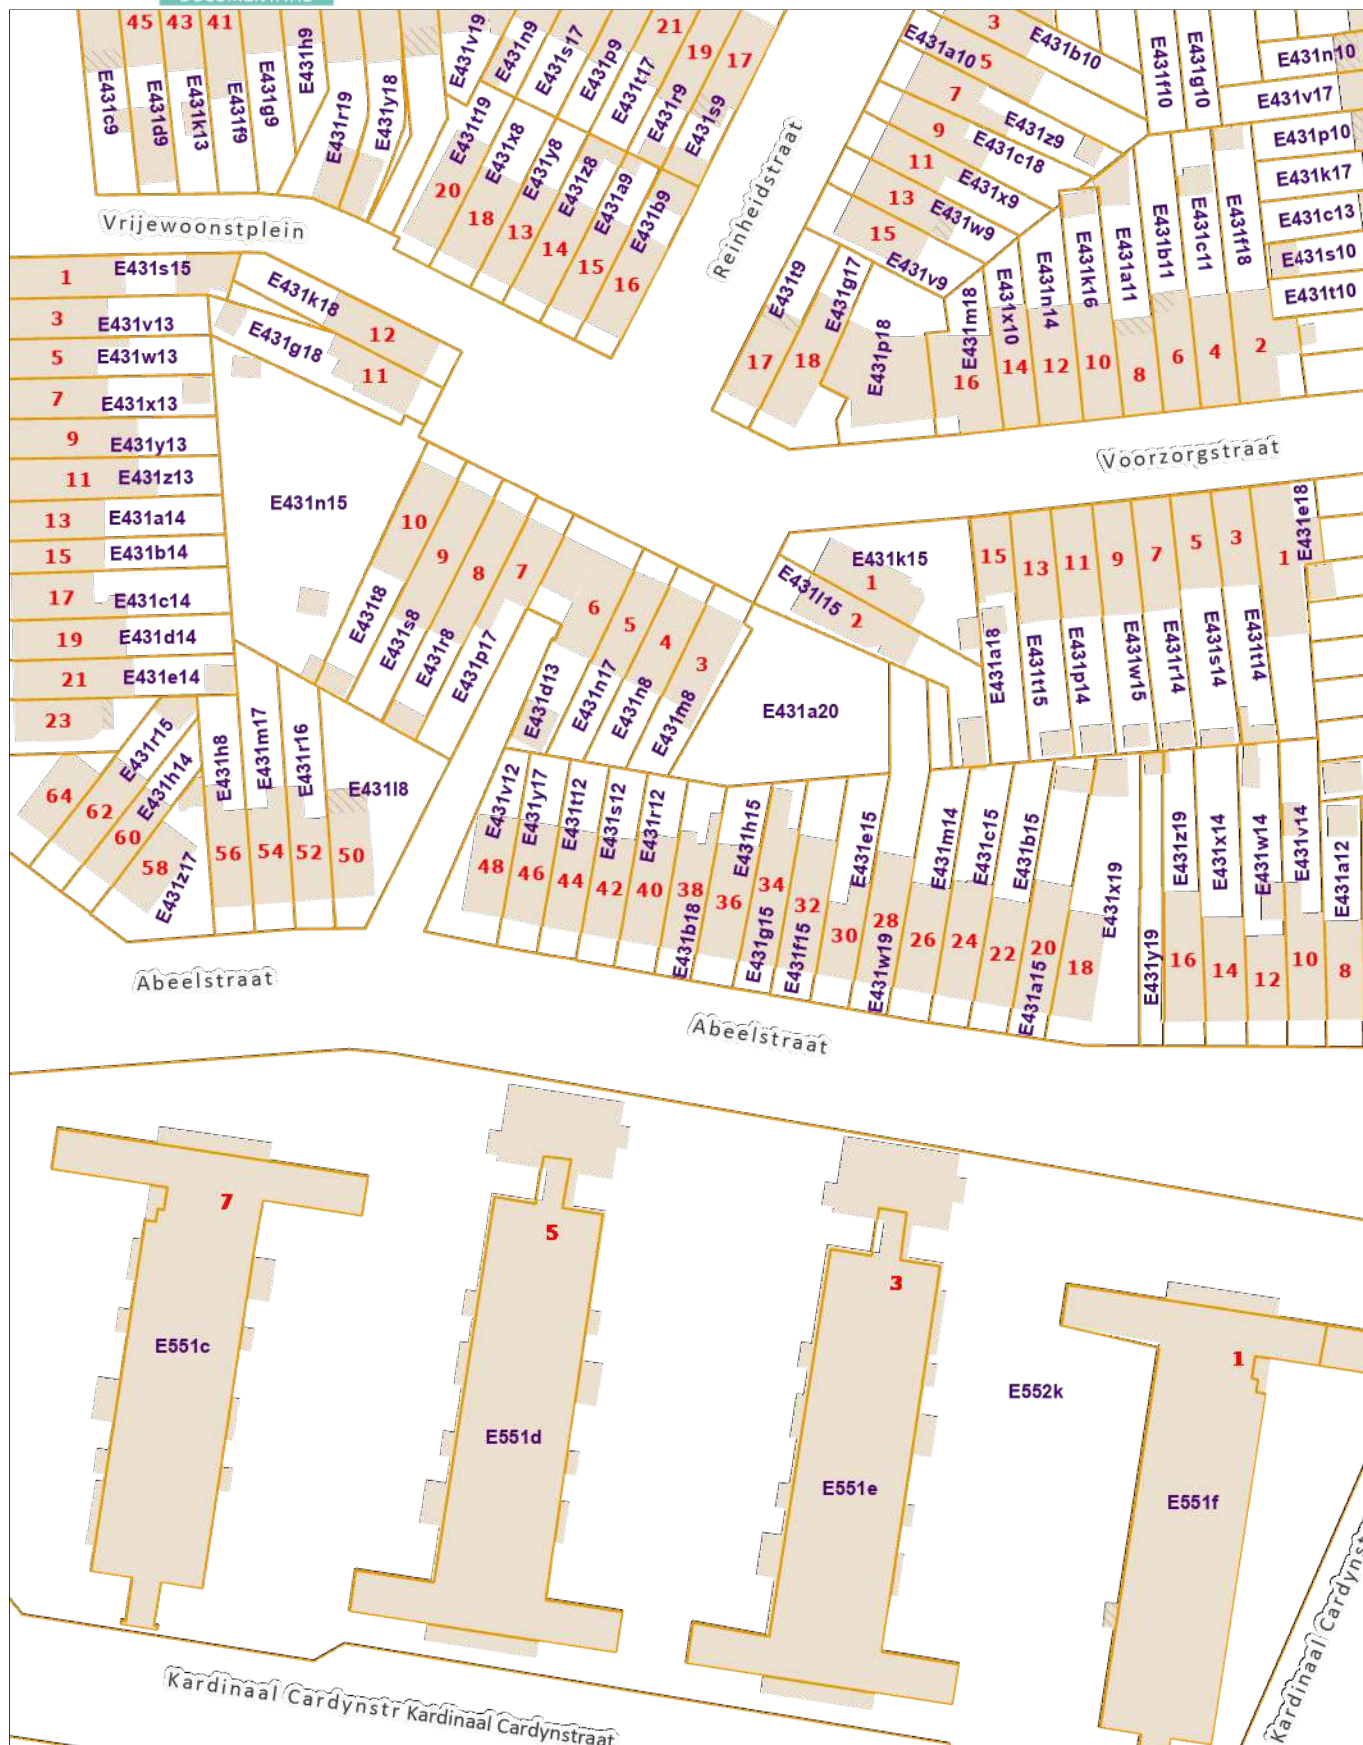 45 43 41
21 19 17
3 5
E431c9 E431d9 E431k13 E431f9 E431g9 E431h9 E431r19 E431y18
E431v19 E431n9 E431s17 E431p9 E431t17 E431r9 E431s9
E431t19 E431x8 E431y8 E431z8 E431a9 E431b9
20 18 13 14 15 16
Vrijewoonstplein
Reinheidstraat
E431a10 E431b10
E431f10 E431g10
E431n10
E431v17
E431p10
E431k17
E431c13
E431s10
E431t10
7 E431z9
9 E431c18
11 E431x9
13 E431w9
15 E431v9
E431t9 E431g17 E431p18 E431m18 E431x10 E431n14 E431k16 E431a11 E431b11 E431c11 E431f18
17 18 16 14 12 10 8 6 4 2
Voorzorgstraat
1 E431s15
3 E431v13
5 E431w13
7 E431x13
9 E431y13
11 E431z13
13 E431a14
15 E431b14
17 E431c14
19 E431d14
21 E431e14
23
E431k18 12
E431g18 11
E431n15
10 9 8 7
E431t8 E431s8 E431r8 E431p17
6 5 4 3
E431d13 E431n17 E431n8 E431m8
E431k15
1
E431l15
2
E431a20
15 13 11 9 7 5 3 1
E431e18
E431a18 E431t15 E431p14 E431w15 E431r14 E431s14 E431t14
E431r15 E431h14 E431h8 E431m17 E431r16 E431l8
64 62 60 58 56 54 52 50
E431z17
E431v12 E431y17 E431t12 E431s12 E431r12 E431h15 E431e15 E431m14 E431c15 E431b15 E431x19
48 46 44 42 40 38 36 34 32 30 28 26 24 22 20 18
E431b18 E431g15 E431f15 E431w19 E431a15
E431y19 E431z19 E431x14 E431w14 E431v14 E431a12
16 14 12 10 8
Abeelstraat
Abeelstraat
7
E551c
5
E551d
3
E551e
E552k
1
E551f
Kardinaal Cardynstr Kardinaal Cardynstraat
Kardinaal Cardynst